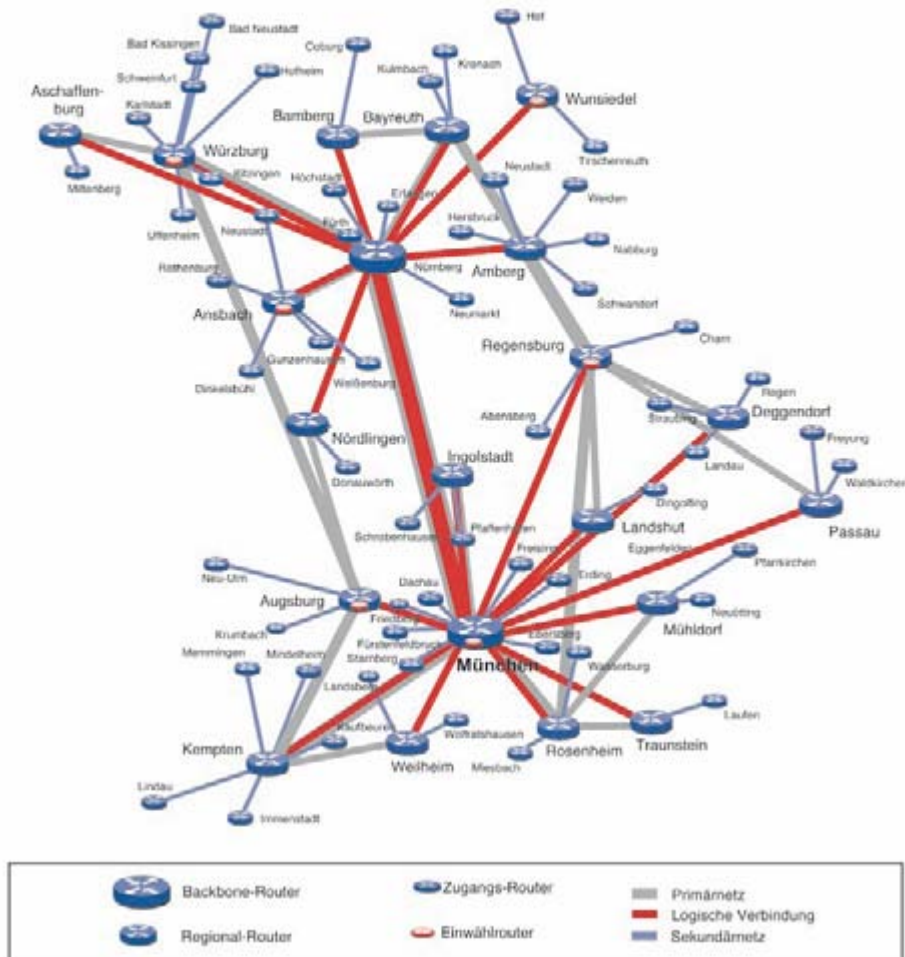 Hof
Bad Neustadt
Bad Kissingen
Coburg
Kronach
Kulmbach
Schweinfurt
Hofheim
Wunsiedel
Aschaffen-
burg
Karlstadt
Bamberg
Bayreuth
Würzburg
Tirschenreuth
Kitzingen
Neustadt
Miltenberg
Höchstadt
Erlangen
Weiden
Uffenheim
Neustadt
Fürth
Hersbruck
Nabburg
Nürnberg
Amberg
Rothenburg
Schwandorf
Ansbach
Neumarkt
Cham
Gunzenhausen
Regensburg
Dinkelsbühl
Weißenburg
Regen
Abensberg
Straubing
Deggendorf
Nördlingen
Freyung
Ingolstadt
Landau
Donauwörth
Waldkirchen
Dingolfing
Schrobenhausen
Pfaffenhofen
Landshut
Passau
Freising
Eggenfelden
Pfarrkirchen
Neu-Ulm
Dachau
Erding
Augsburg
Friedberg
Neuötting
Krumbach
Fürstenfeldbruck
Ebersberg
Mühldorf
Memmingen
Mindelheim
Starnberg
München
Wasserburg
Landsberg
Laufen
Kaufbeuren
Wolfratshausen
Kempten
Weilheim
Miesbach
Rosenheim
Traunstein
Lindau
Immenstadt
Backbone-Router
Zugangs-Router
Primärnetz
Logische Verbindung
Regional-Router
Einwählrouter
Sekundärnetz